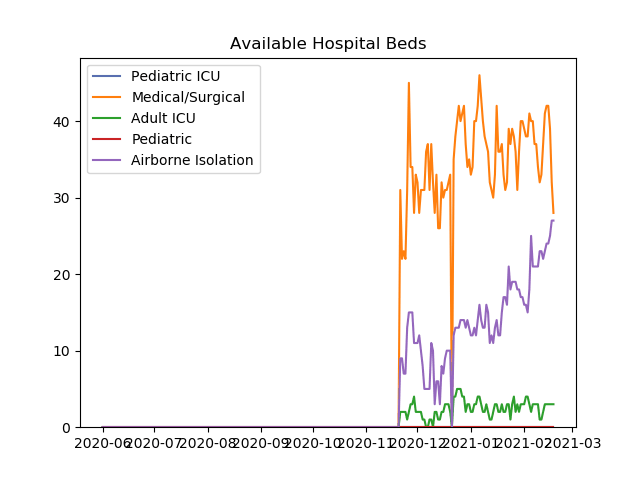 Available Hospital Beds
Pediatric ICU
Medical/Surgical
Adult ICU
Pediatric
Airborne Isolation
40
30
20
10
0
2020-06 2020-07 2020-08 2020-09 2020-10 2020-11 2020-12 2021-01 2021-02 2021-03